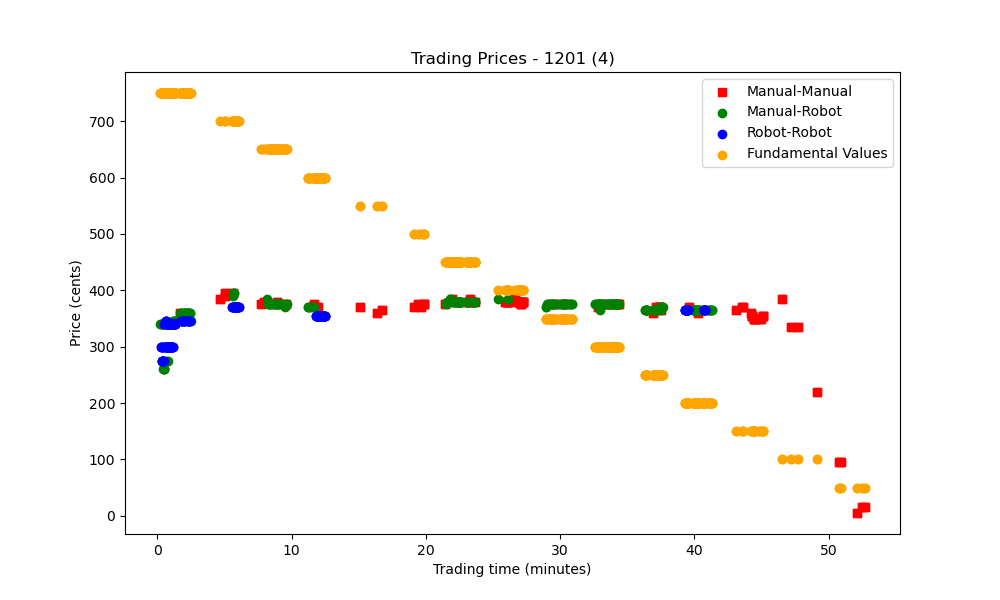 Trading Prices - 1201 (4)
Manual-Manual
Manual-Robot
Robot-Robot
Fundamental Values
Price (cents)
700
600
500
400
300
200
100
0
0 10 20 30 40 50
Trading time (minutes)